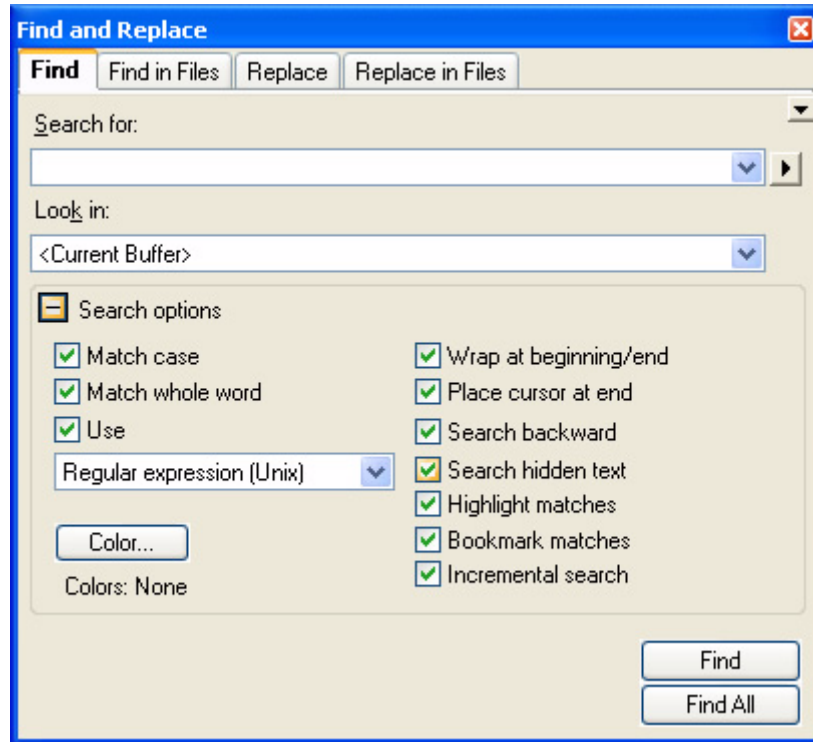 Find and Replace
Find Find in Files Replace Replace in Files
Search for:
Look in:
<Current Buffer>
Search options
Match case
Match whole word
Use
Regular expression (Unix)
Color...
Colors: None
Wrap at beginning/end
Place cursor at end
Search backward
Search hidden text
Highlight matches
Bookmark matches
Incremental search
Find
Find All